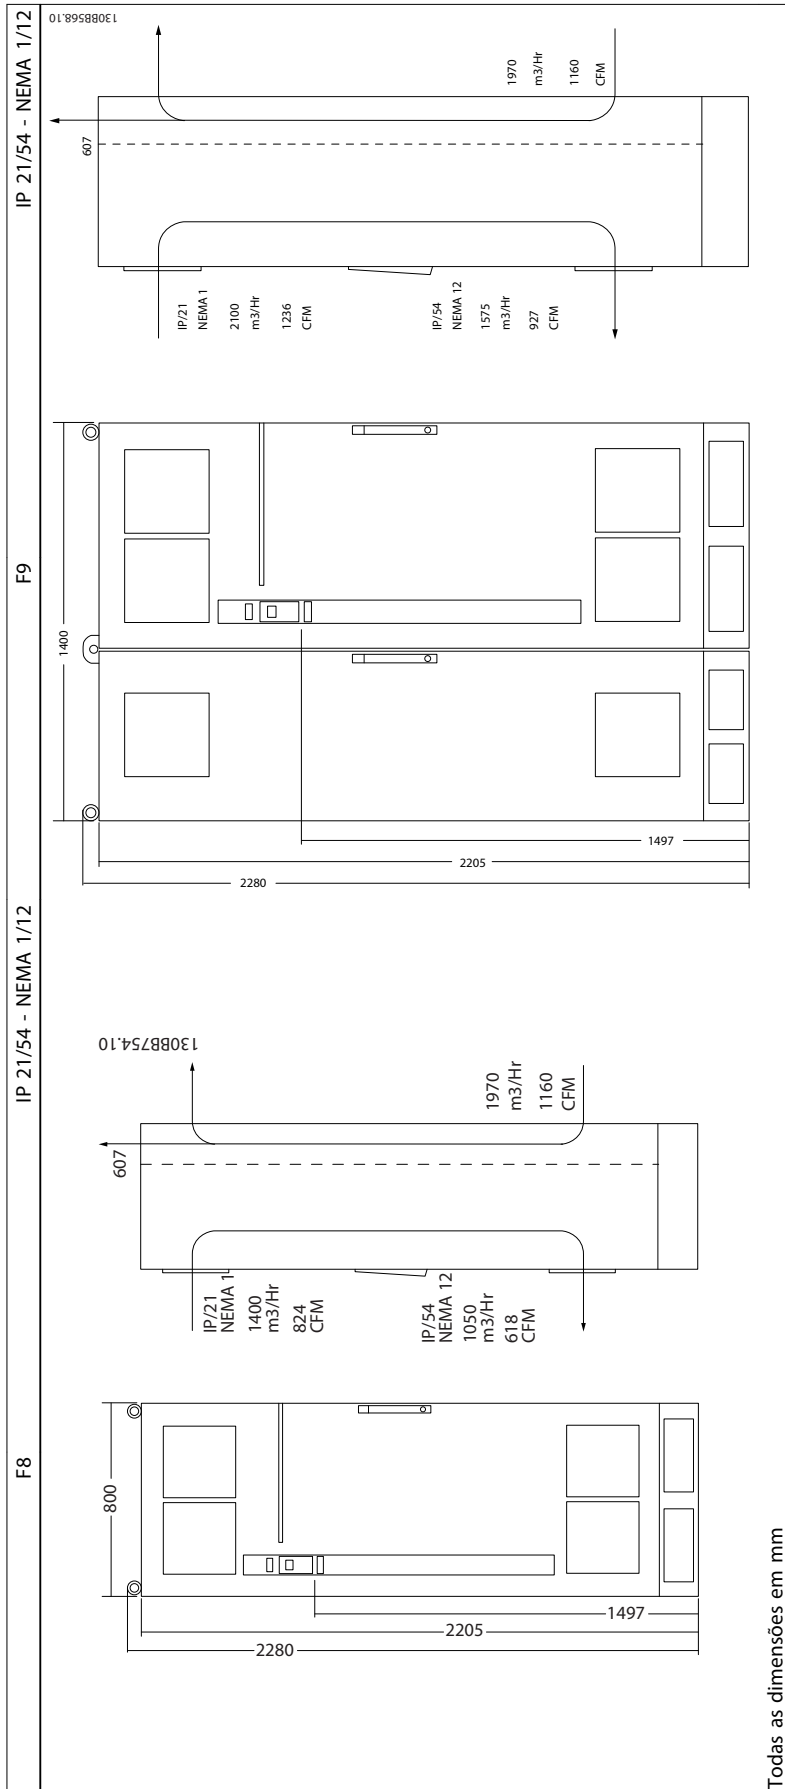 F8
IP 21/54 - NEMA 1/12
F9
IP 21/54 - NEMA 1/12
800
2280
2205
1497
IP/21
NEMA 1
1400
m3/Hr
824
CFM
IP/54
NEMA 12
1050
m3/Hr
618
CFM
607
1970
m3/Hr
1160
CFM
130BB754.10
1400
2280
2205
1497
IP/21
NEMA 1
2100
m3/Hr
1236
CFM
IP/54
NEMA 12
1575
m3/Hr
927
CFM
607
1970
m3/Hr
1160
CFM
130BB568.10
Todas as dimensões em mm